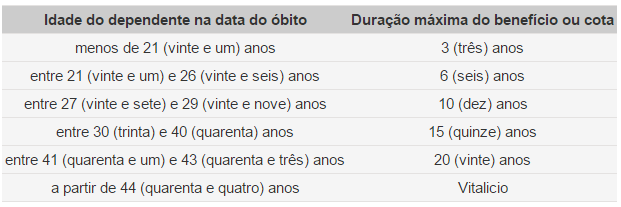 Idade do dependente na data do óbito Duração máxima do benefício ou cota
menos de 21 (vinte e um) anos 3 (três) anos
entre 21 (vinte e um) e 26 (vinte e seis) anos 6 (seis) anos
entre 27 (vinte e sete) e 29 (vinte e nove) anos 10 (dez) anos
entre 30 (trinta) e 40 (quarenta) anos 15 (quinze) anos
entre 41 (quarenta e um) e 43 (quarenta e três) anos 20 (vinte) anos
a partir de 44 (quarenta e quatro) anos Vitalicio